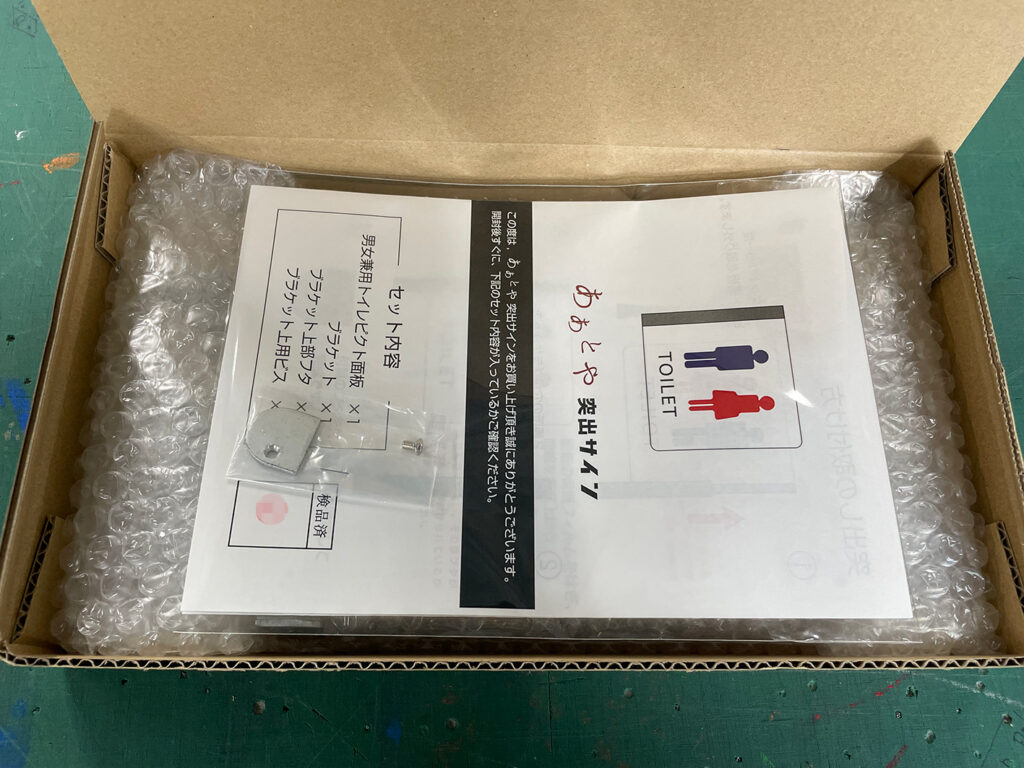 TOILET
あぁとや 突出サイン
この度は、あぁとや 突出サインをお買い上げ頂き誠にありがとうございます。
開封後すぐに、下記のセット内容が入っているかご確認ください。
セット内容
男女兼用トイレピクト面板 ×1
ブラケット ×1
ブラケット上部フタ ×
ブラケット上用ビス ×
検品済